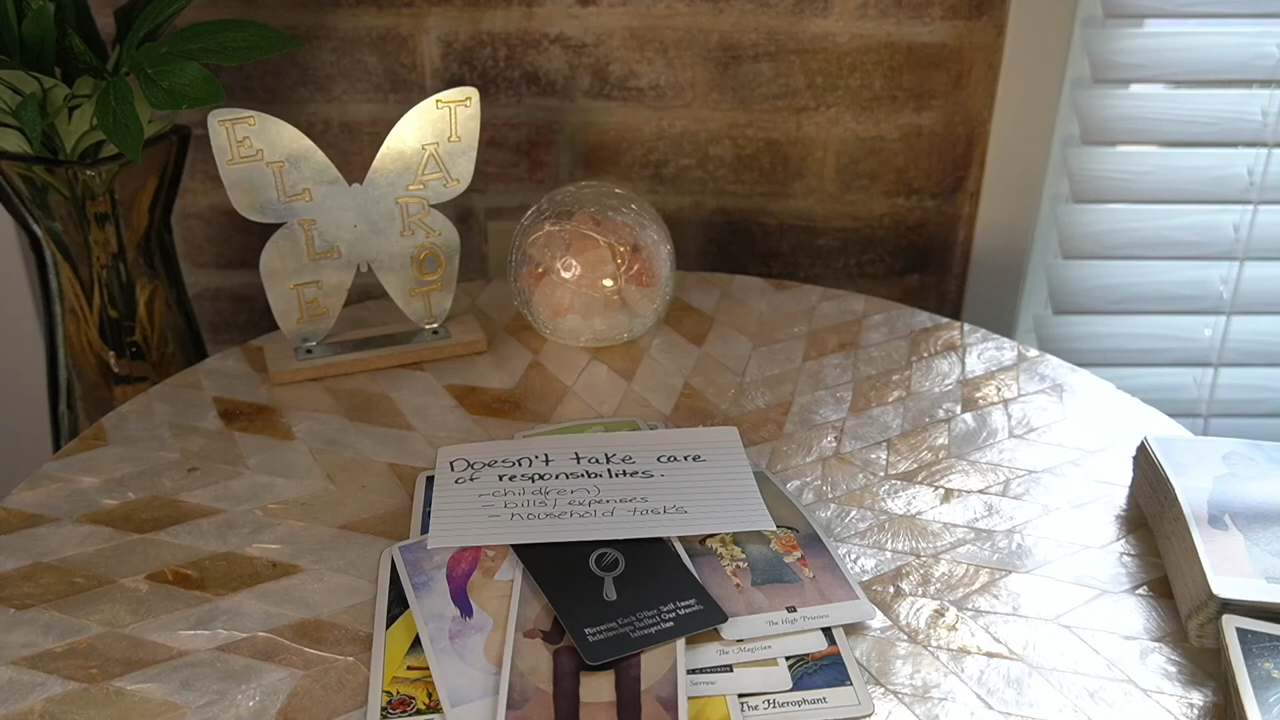 ELLE
TAROT
Doesn't take care
of responsibilites.
- child(ren)
- bills/expenses
- household tasks
Mirroring Each Other, Self-Image
Relationships Reflect Our Wounds
Introspection
The High Priestess
The Magician
SWORDS
Sorrow
The Hierophant